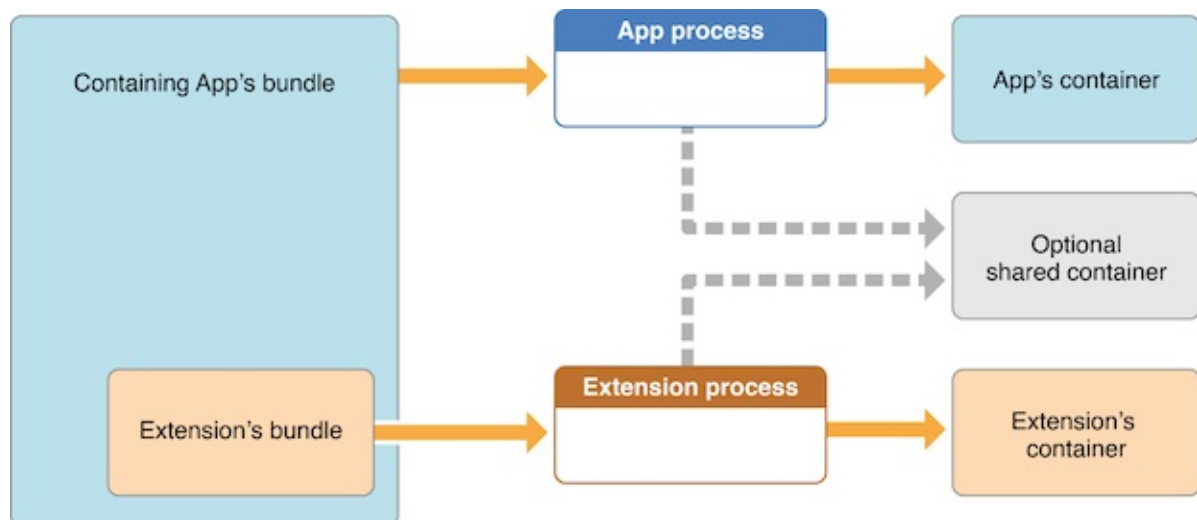 App process
Containing App's bundle
App's container
Optional
shared container
Extension process
Extension's bundle
Extension's
container